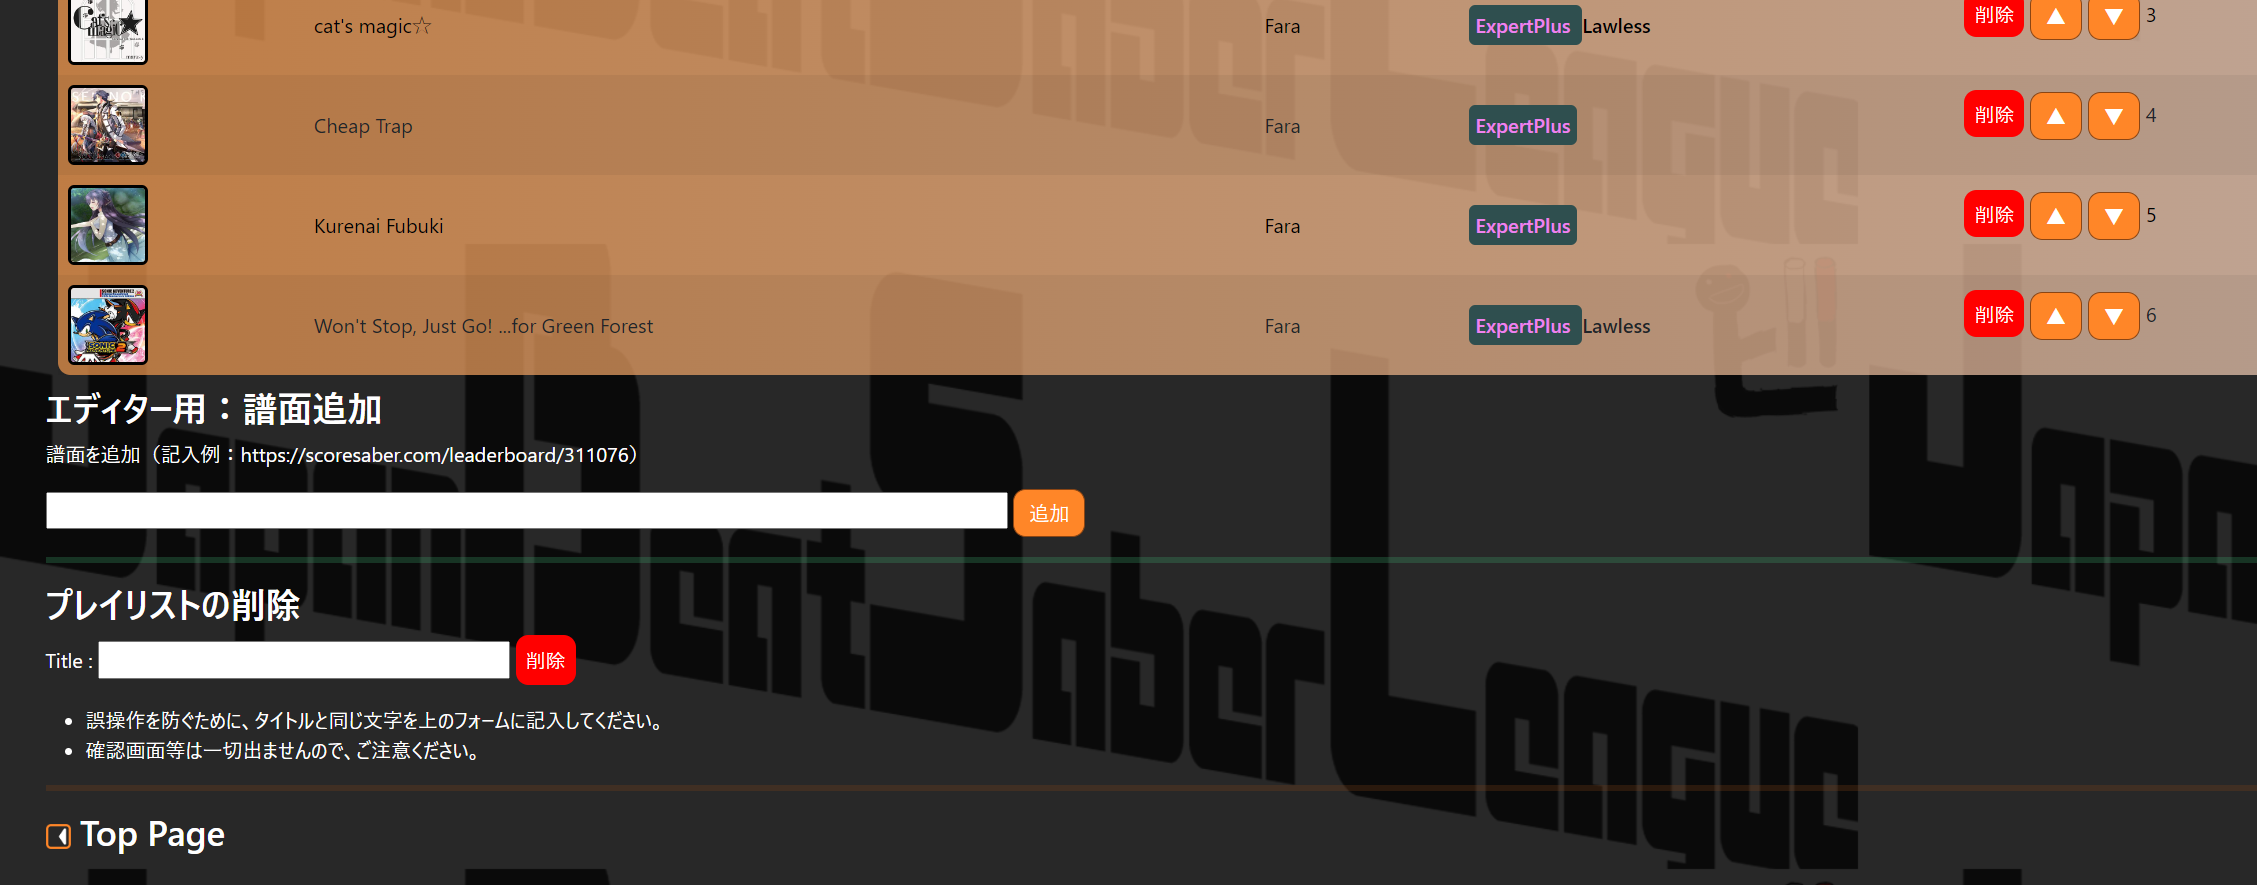 cat's magic☆ Fara ExpertPlus Lawless 削除 ▲ ▼ 3
Cheap Trap Fara ExpertPlus 削除 ▲ ▼ 4
Kurenai Fubuki Fara ExpertPlus 削除 ▲ ▼ 5
Won't Stop, Just Go! ...for Green Forest Fara ExpertPlus Lawless 削除 ▲ ▼ 6
エディター用：譜面追加
譜面を追加（記入例：https://scoresaber.com/leaderboard/311076）
追加
プレイリストの削除
Title : 削除
誤操作を防ぐために、タイトルと同じ文字を上のフォームに記入してください。
確認画面等は一切出ませんので、ご注意ください。
Top Page
Japan Beat Saber League